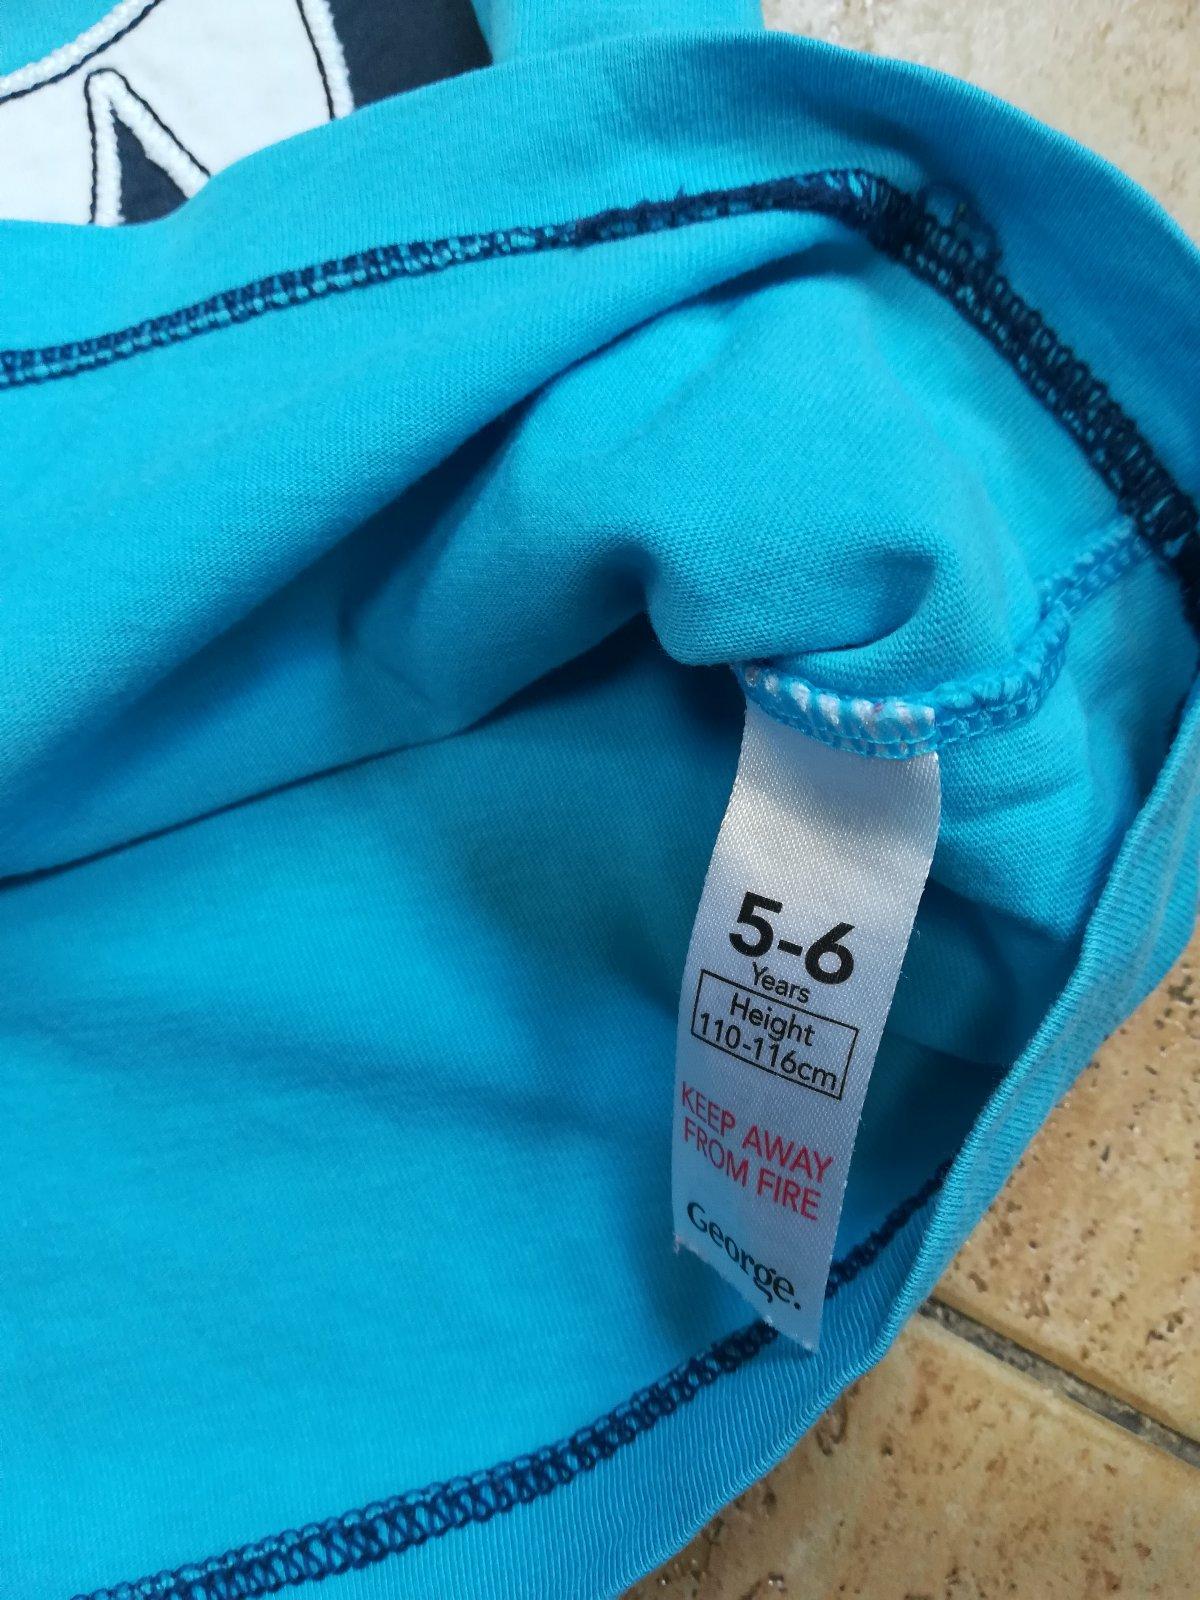 5-6
Years
Height
110-116cm
KEEP AWAY
FROM FIRE
George.